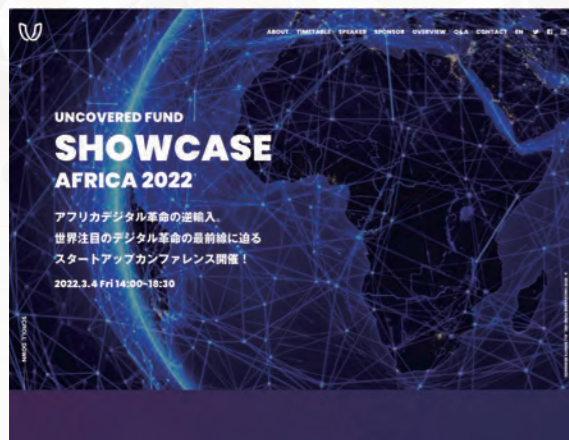 ABOUT TIMETABLE SPEAKER SPONSOR OVERVIEW Q&A CONTACT EN
UNCOVERED FUND
SHOWCASE
AFRICA 2022
アフリカデジタル革命の逆輸入。
世界注目のデジタル革命の最前線に迫る
スタートアップカンファレンス開催！
2022.3.4 Fri 14:00-18:30
SCROLL DOWN